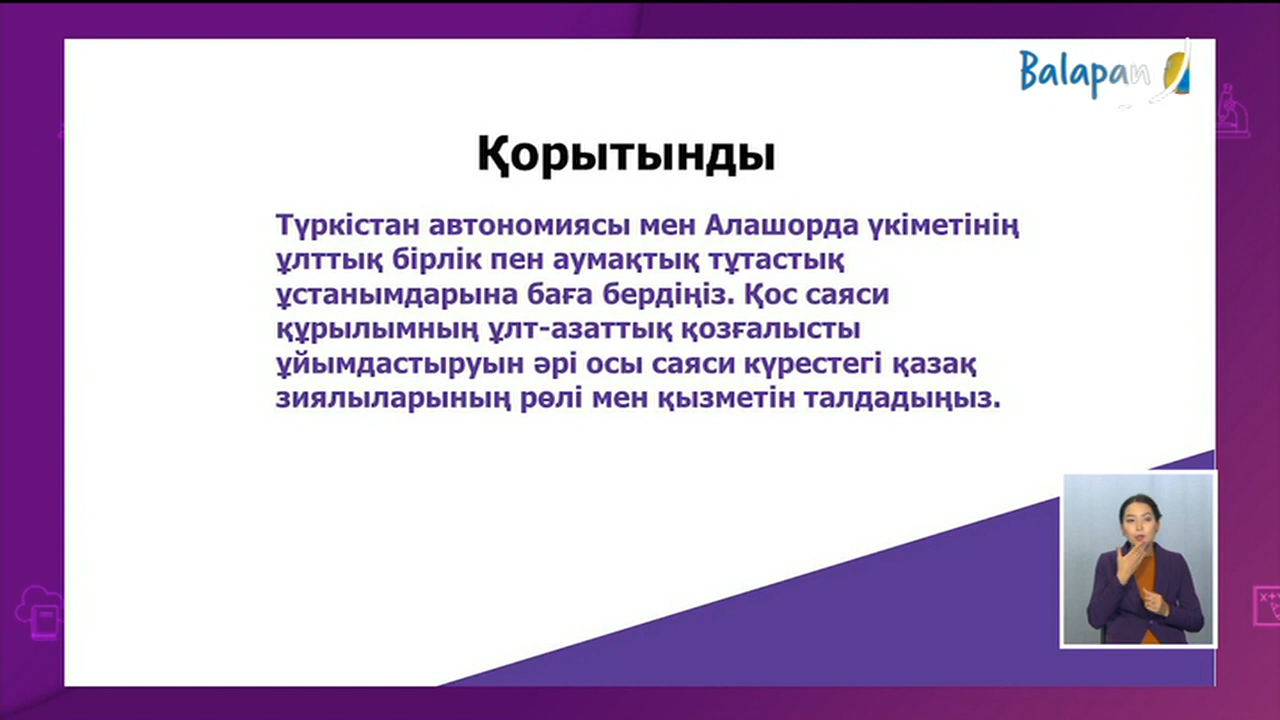 Balapan
Қорытынды
Түркістан автономиясы мен Алашорда үкіметінің
ұлттық бірлік пен аумақтық тұтастық
ұстанымдарына баға бердіңіз. Қос саяси
құрылымның ұлт-азаттық қозғалысты
ұйымдастыруын әрі осы саяси күрестегі қазақ
зиялыларының рөлі мен қызметін талдадыңыз.